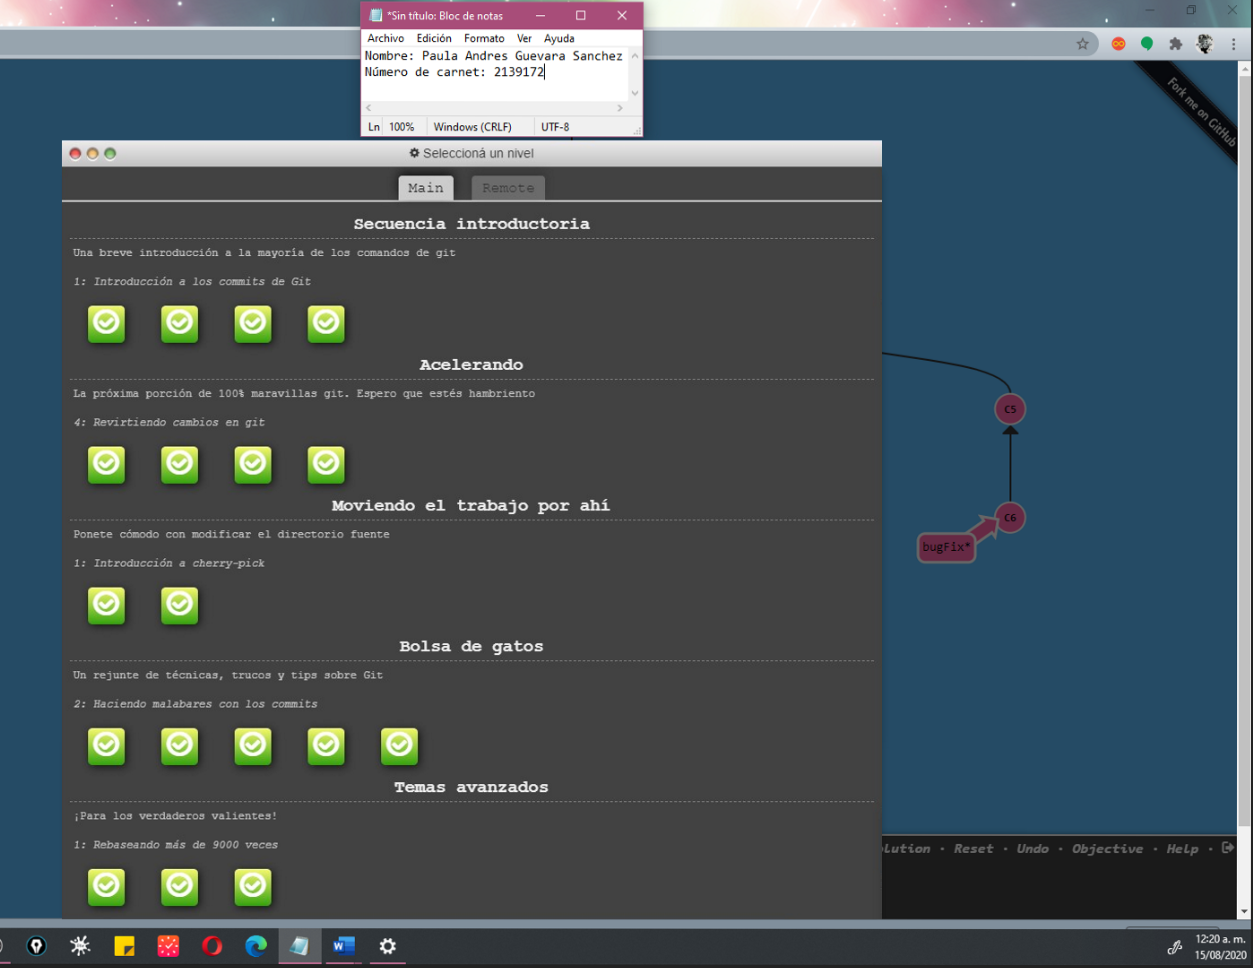 *Sin título: Bloc de notas
Archivo Edición Formato Ver Ayuda
Nombre: Paula Andres Guevara Sanchez
Número de carnet: 2139172
Ln 100% Windows (CRLF) UTF-8
Fork me on GitHub
Seleccioná un nivel
Main Remote
Secuencia introductoria
Una breve introducción a la mayoría de los comandos de git
1: Introducción a los commits de Git
Acelerando
La próxima porción de 100% maravillas git. Espero que estés hambriento
4: Revirtiendo cambios en git
C5
Moviendo el trabajo por ahí
C6
Ponete cómodo con modificar el directorio fuente
bugFix*
1: Introducción a cherry-pick
Bolsa de gatos
Un rejunte de técnicas, trucos y tips sobre Git
2: Haciendo malabares con los commits
Temas avanzados
¡Para los verdaderos valientes!
1: Rebaseando más de 9000 veces
lution · Reset · Undo · Objective · Help ·
12:20 a. m.
15/08/2020